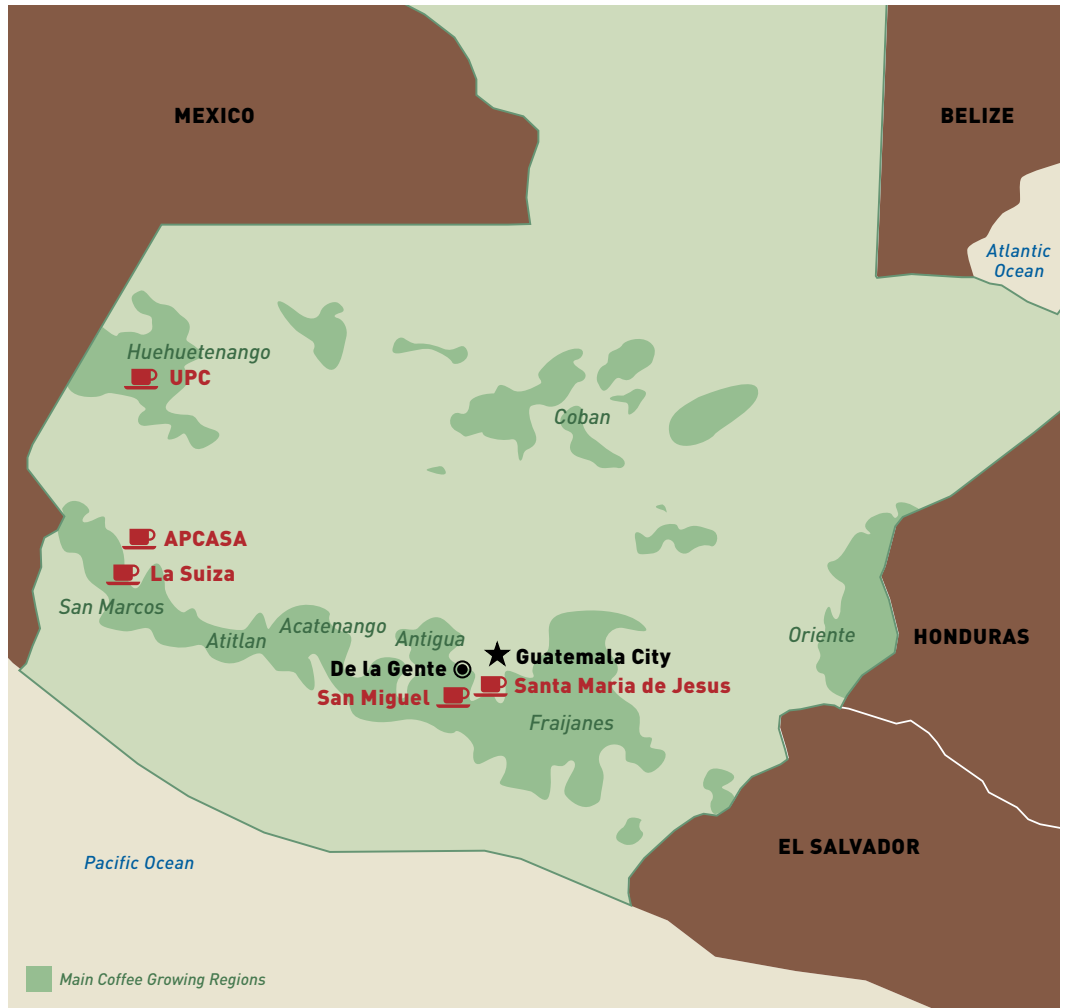 MEXICO
BELIZE
Atlantic
Ocean
Huehuetenango
UPC
Coban
APCASA
La Suiza
San Marcos
Atitlan
Acatenango
Antigua
Oriente
HONDURAS
De la Gente
Guatemala City
San Miguel
Santa Maria de Jesus
Fraijanes
EL SALVADOR
Pacific Ocean
Main Coffee Growing Regions